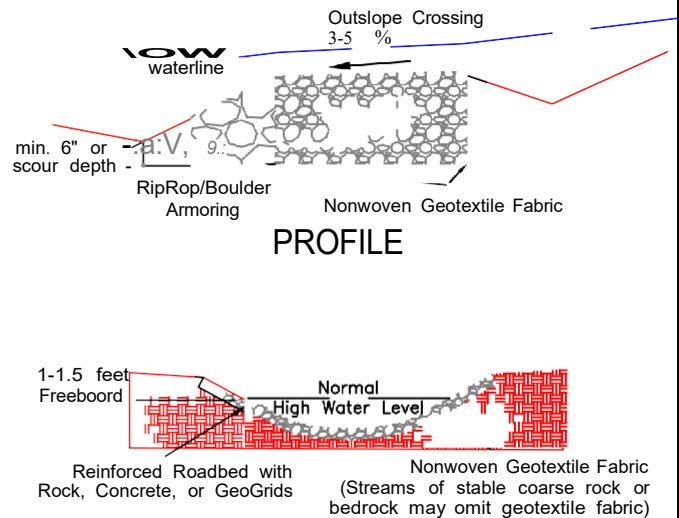 Outslope Crossing
3-5 %
low
waterline
min. 6" or
scour depth
.a:V, 9.:
RipRop/Boulder
Armoring
Nonwoven Geotextile Fabric
PROFILE
1-1.5 feet
Freeboord
Normal
High Water Level
Reinforced Roadbed with
Rock, Concrete, or GeoGrids
Nonwoven Geotextile Fabric
(Streams of stable coarse rock or
bedrock may omit geotextile fabric)